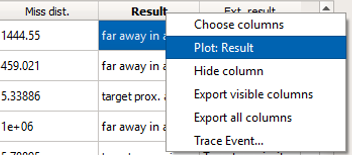 Miss dist. Result Ext. result
1444.55 far away in a
459.021 far away in a
5.33886 target prox. a
1e+06 far away in a
Choose columns
Plot: Result
Hide column
Export visible columns
Export all columns
Trace Event...